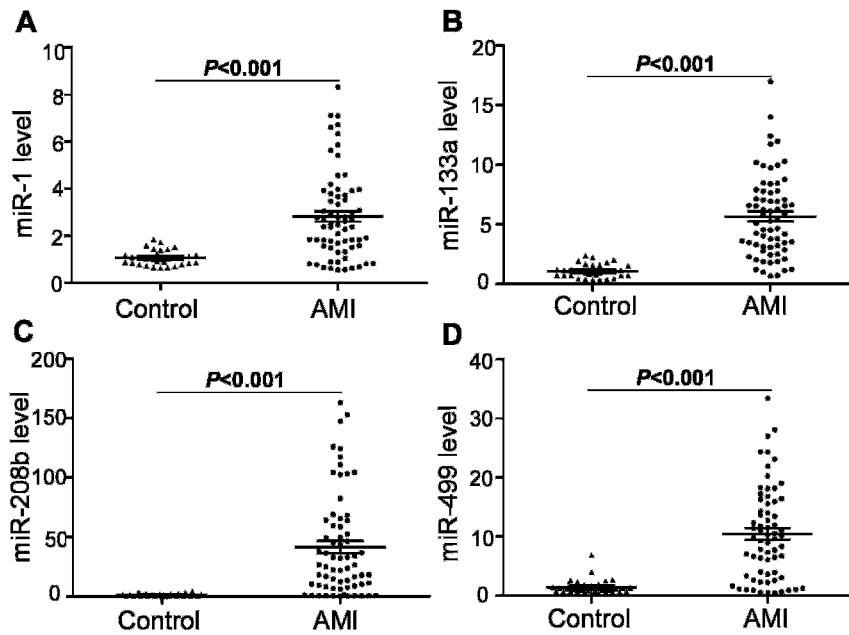 A
miR-1 level
10
8
6
4
2
0
P<0.001
Control AMI
B
miR-133a level
20
15
10
5
0
P<0.001
Control AMI
C
miR-208b level
200
150
100
50
0
P<0.001
Control AMI
D
miR-499 level
40
30
20
10
0
P<0.001
Control AMI